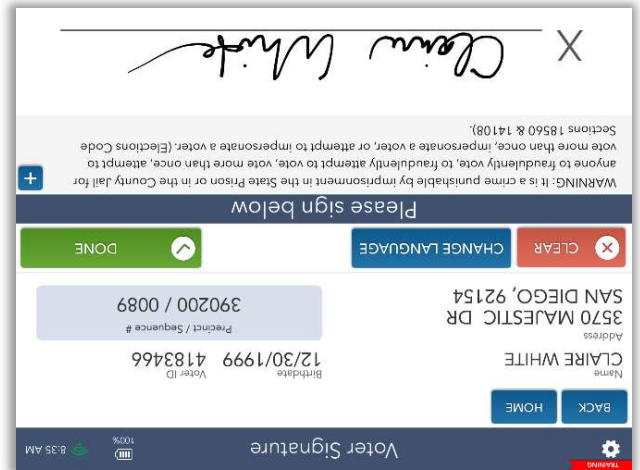 TRAINING
Voter Signature
100%
8:35 AM
BACK
HOME
Name
CLAIRE WHITE
Birthdate
12/30/1999
Voter ID
4183466
Address
3570 MAJESTIC DR
SAN DIEGO, 92154
Precinct / Sequence #
390200 / 0089
CLEAR
CHANGE LANGUAGE
DONE
Please sign below
WARNING: It is a crime punishable by imprisonment in the State Prison or in the County Jail for
anyone to fraudulently vote, to fraudulently attempt to vote, vote more than once, attempt to
vote more than once, impersonate a voter, or attempt to impersonate a voter. (Elections Code
Sections 18560 & 14108).
+
X Claire White